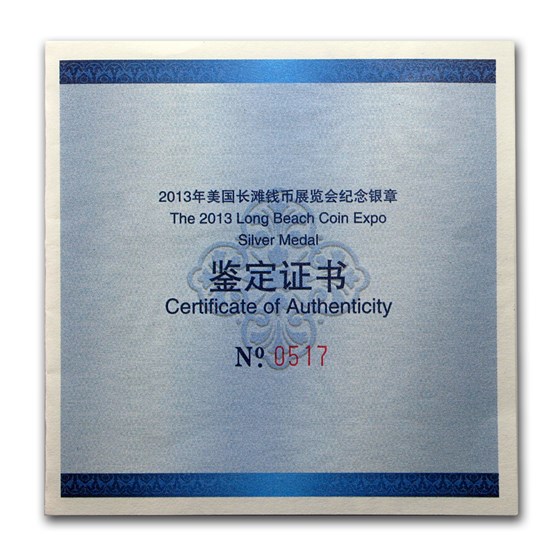 2013年美国长滩钱币展览会纪念银章
The 2013 Long Beach Coin Expo
Silver Medal
鉴定证书
Certificate of Authenticity
Nº. 0517